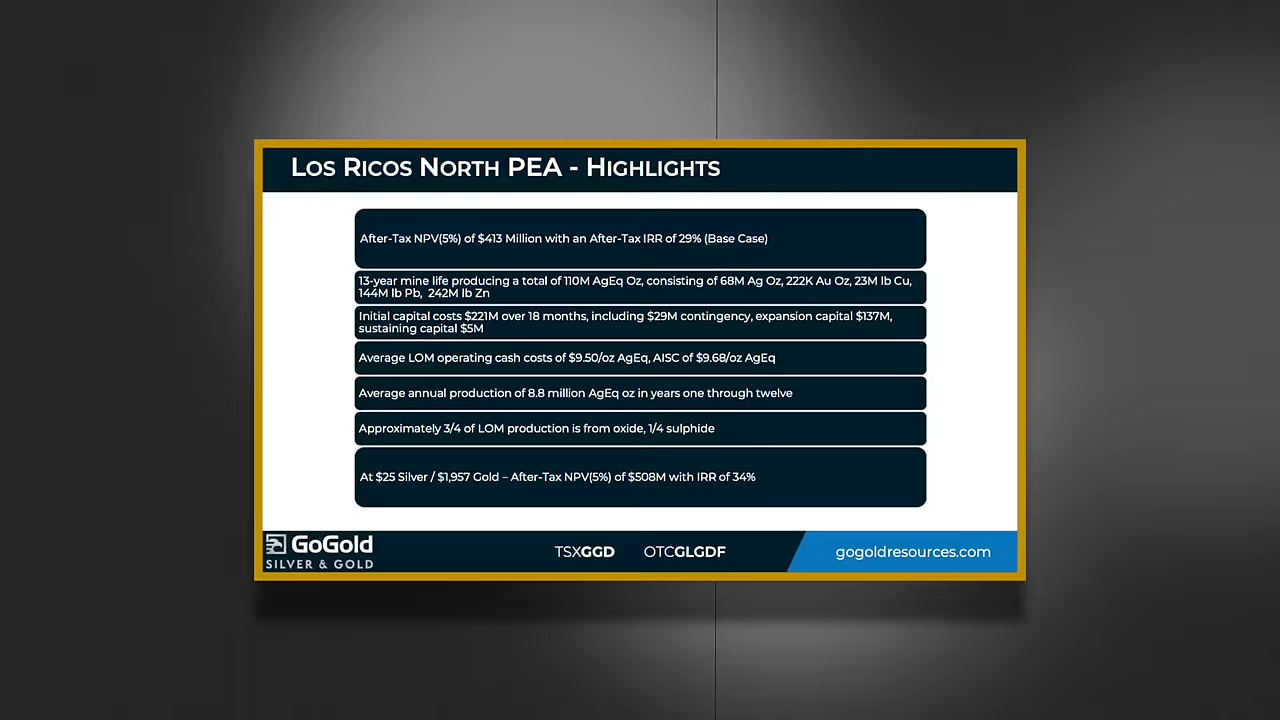 LOS RICOS NORTH PEA - HIGHLIGHTS
After-Tax NPV(5%) of $413 Million with an After-Tax IRR of 29% (Base Case)
13-year mine life producing a total of 110M AgEq Oz, consisting of 68M Ag Oz, 222K Au Oz, 23M lb Cu,
144M lb Pb, 242M lb Zn
Initial capital costs $221M over 18 months, including $29M contingency, expansion capital $137M,
sustaining capital $5M
Average LOM operating cash costs of $9.50/oz AgEq, AISC of $9.68/oz AgEq
Average annual production of 8.8 million AgEq oz in years one through twelve
Approximately 3/4 of LOM production is from oxide, 1/4 sulphide
At $25 Silver / $1,957 Gold – After-Tax NPV(5%) of $508M with IRR of 34%
GoGold
SILVER & GOLD
TSXGGD OTCGLGDF
gogoldresources.com